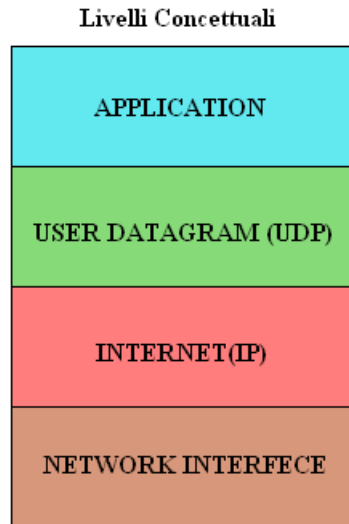 Livelli Concettuali
APPLICATION
USER DATAGRAM (UDP)
INTERNET(IP)
NETWORK INTERFECE